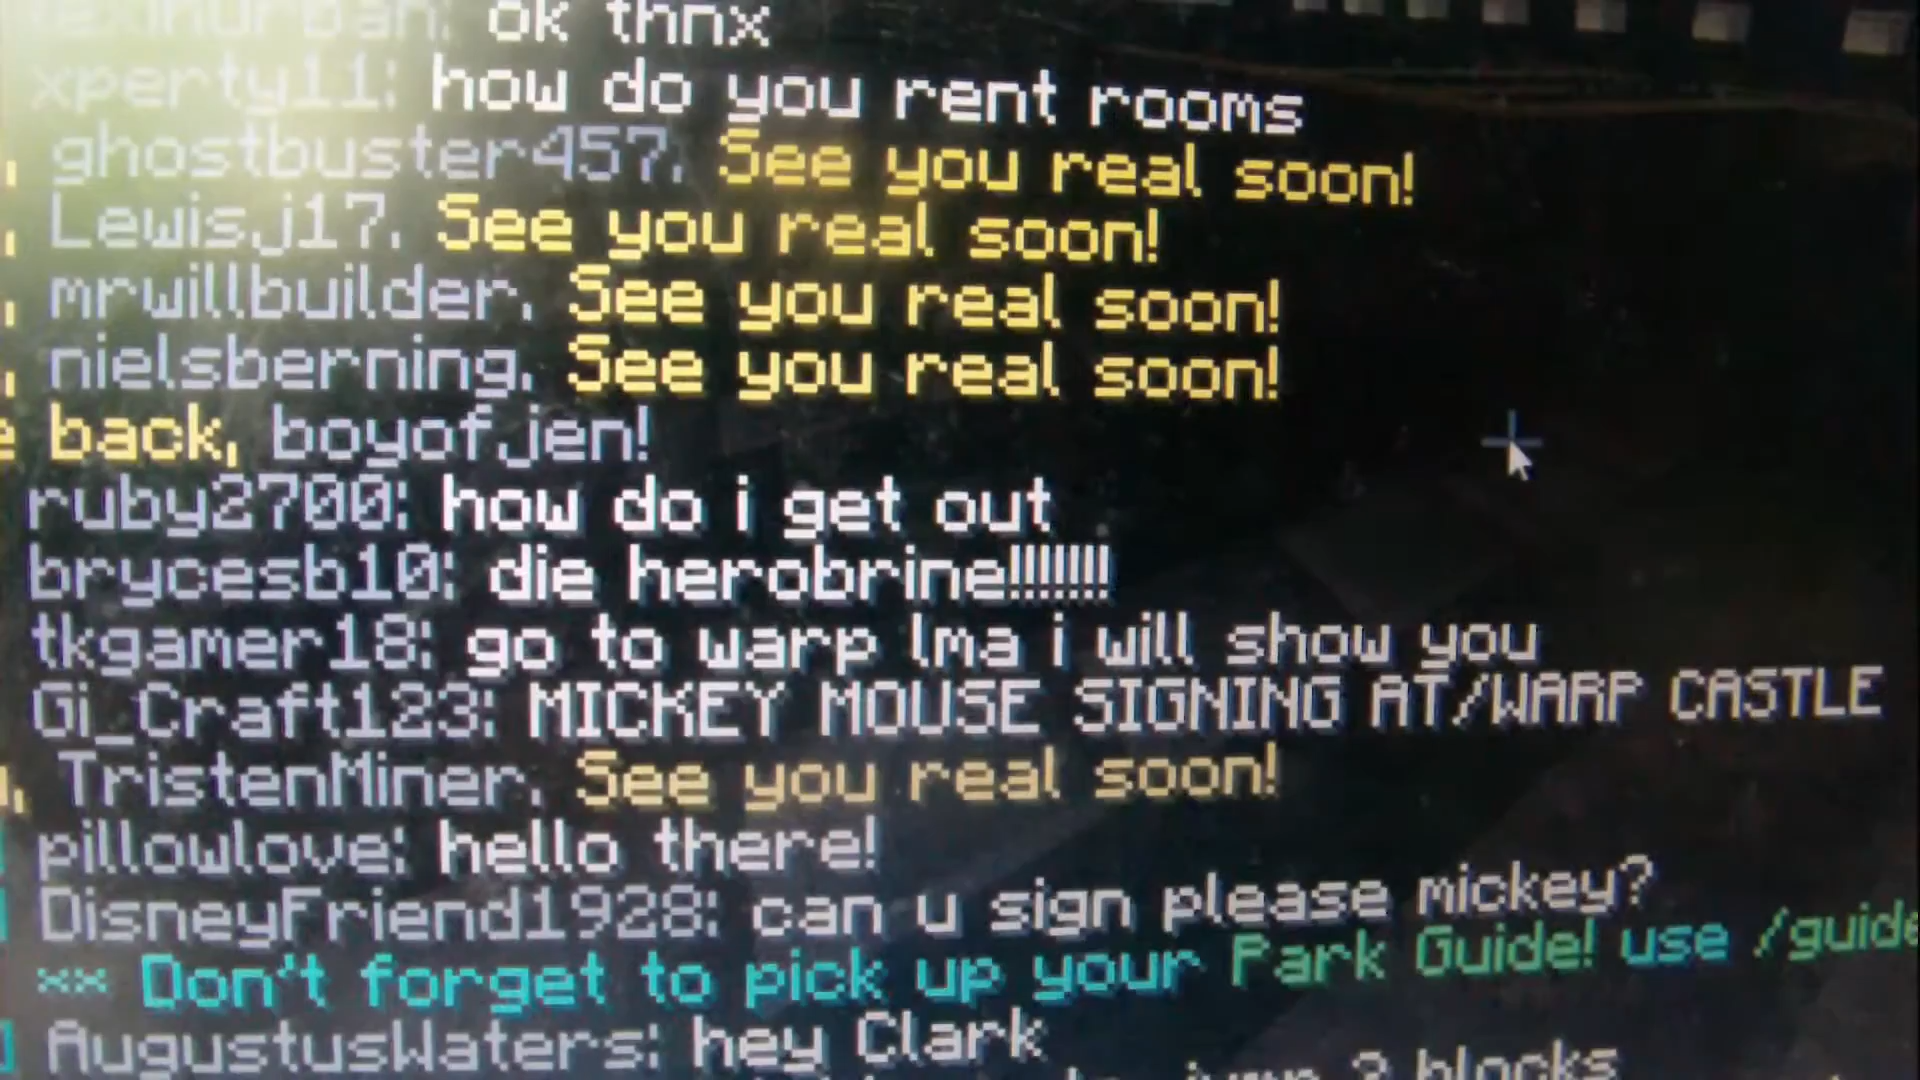 ok thnx
xperty11: how do you rent rooms
, ghostbuster457. See you real soon!
, Lewisj17. See you real soon!
, mrwillbuilder. See you real soon!
, nielsberning. See you real soon!
e back, boyofjen!
ruby2700: how do i get out
brycesb10: die herobrine!!!!!!!
tkgamer18: go to warp lma i will show you
Gi_Craft123: MICKEY MOUSE SIGNING AT/WARP CASTLE
, TristenMiner. See you real soon!
pillowlove: hello there!
DisneyFriend1928: can u sign please mickey?
** Don't forget to pick up your Park Guide! use /guide
] AugustusWaters: hey Clark
jump 2 blocks